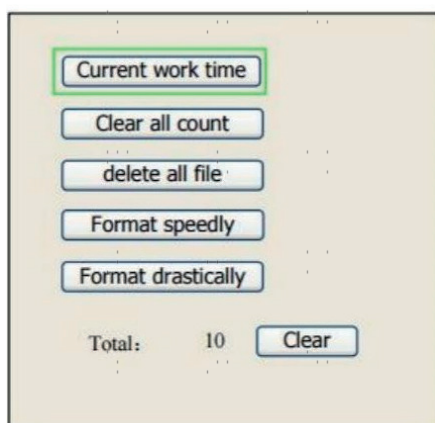 Current work time
Clear all count
delete all file
Format speedly
Format drastically
Total: 10 Clear